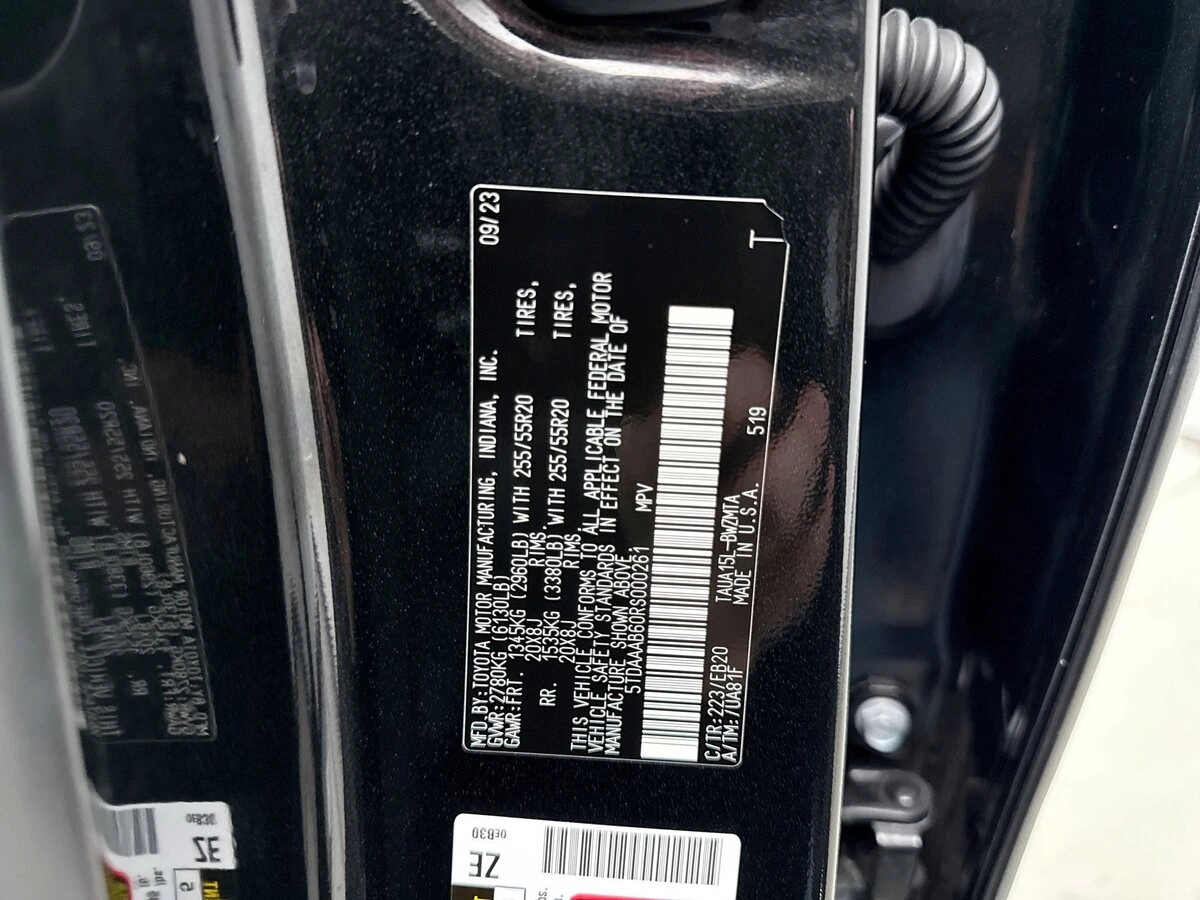 MFD.BY:TOYOTA MOTOR MANUFACTURING, INDIANA, INC. 09/23
GVWR:2780KG (6130LB)
GAWR:FRT. 1345KG (2960LB) WITH 255/55R20 TIRES,
20X8J RIMS,
RR. 1535KG (3380LB) WITH 255/55R20 TIRES,
20X8J RIMS.
THIS VEHICLE CONFORMS TO ALL APPLICABLE FEDERAL MOTOR
VEHICLE SAFETY STANDARDS IN EFFECT ON THE DATE OF
MANUFACTURE SHOWN ABOVE.
5TDAAAB60RS000261 MPV
C/TR:223/EB20 TAUA15L-BWZMTA 519 T
A/TM:/UA81F MADE IN U.S.A.
0EB30
ZE